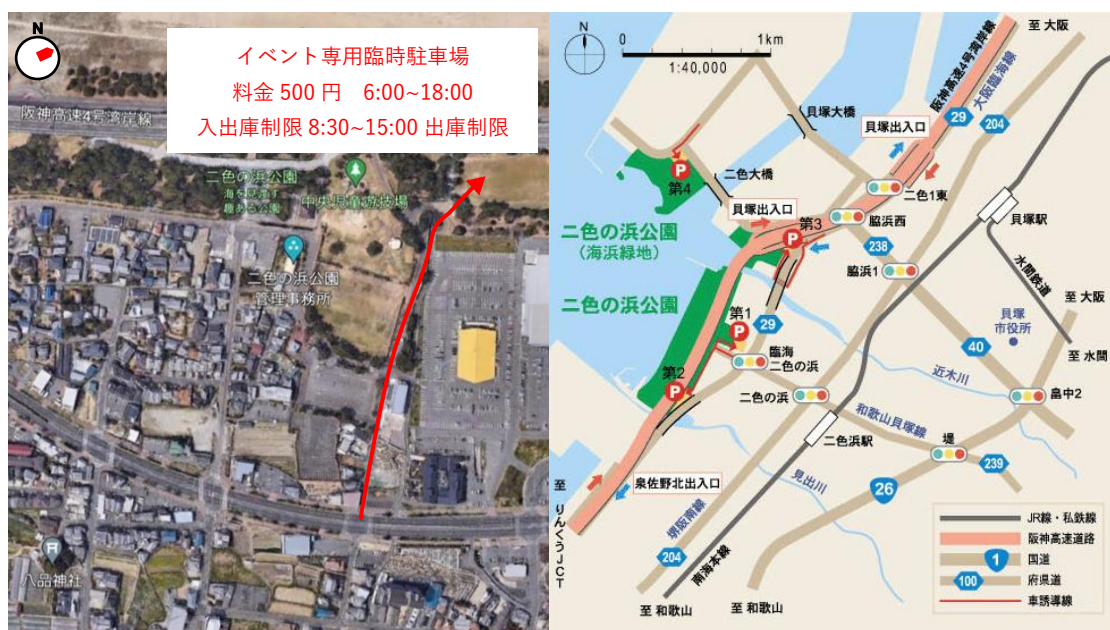 N
イベント専用臨時駐車場
料金 500 円　6:00~18:00
入出庫制限 8:30~15:00 出庫制限
阪神高速4号湾岸線
二色の浜公園
海を見渡す
趣ある公園
中央児童遊技場
二色の浜公園
管理事務所
八品神社
N
0
1km
1:40,000
至 大阪
阪神高速4号湾岸線
大阪臨海線
29
204
貝塚大橋
貝塚出入口
二色大橋
P
第4
二色1東
貝塚出入口
第3
P
脇浜西
貝塚駅
二色の浜公園
（海浜緑地）
238
脇浜1
水間鉄道
至 大阪
二色の浜公園
第1
P
29
貝塚
市役所
臨海
二色の浜
40
至 水間
近木川
第2
P
二色の浜
畠中2
和歌山貝塚線
二色浜駅
堤
239
見出川
泉佐野北出入口
26
至 りんくうJCT
堺阪南線
204
南海本線
至 和歌山
至 和歌山
JR線・私鉄線
阪神高速道路
1
国道
100
府県道
車誘導線